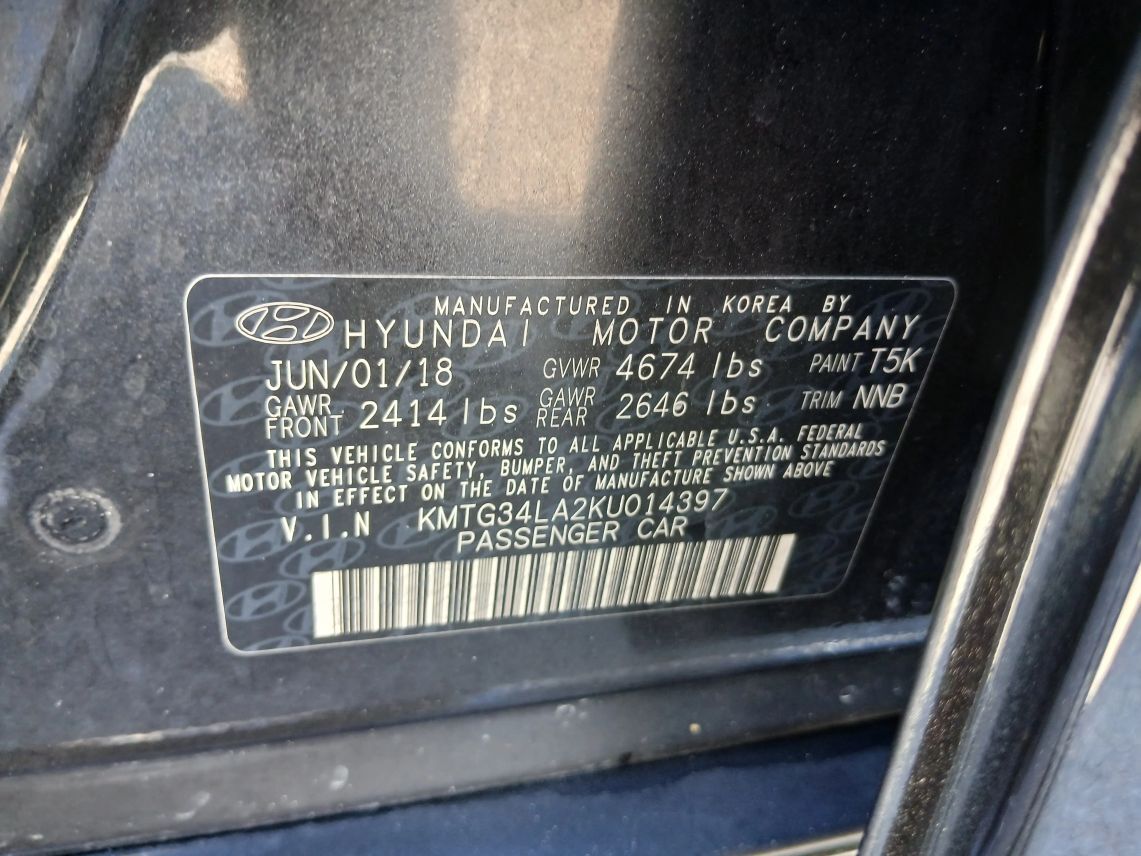 MANUFACTURED IN KOREA BY
HYUNDAI MOTOR COMPANY
JUN/01/18 GVWR 4674 lbs PAINT T5K
GAWR FRONT 2414 lbs GAWR REAR 2646 lbs TRIM NNB
THIS VEHICLE CONFORMS TO ALL APPLICABLE U.S.A. FEDERAL
MOTOR VEHICLE SAFETY, BUMPER, AND THEFT PREVENTION STANDARDS
IN EFFECT ON THE DATE OF MANUFACTURE SHOWN ABOVE
V.I.N KMTG34LA2KU014397
PASSENGER CAR